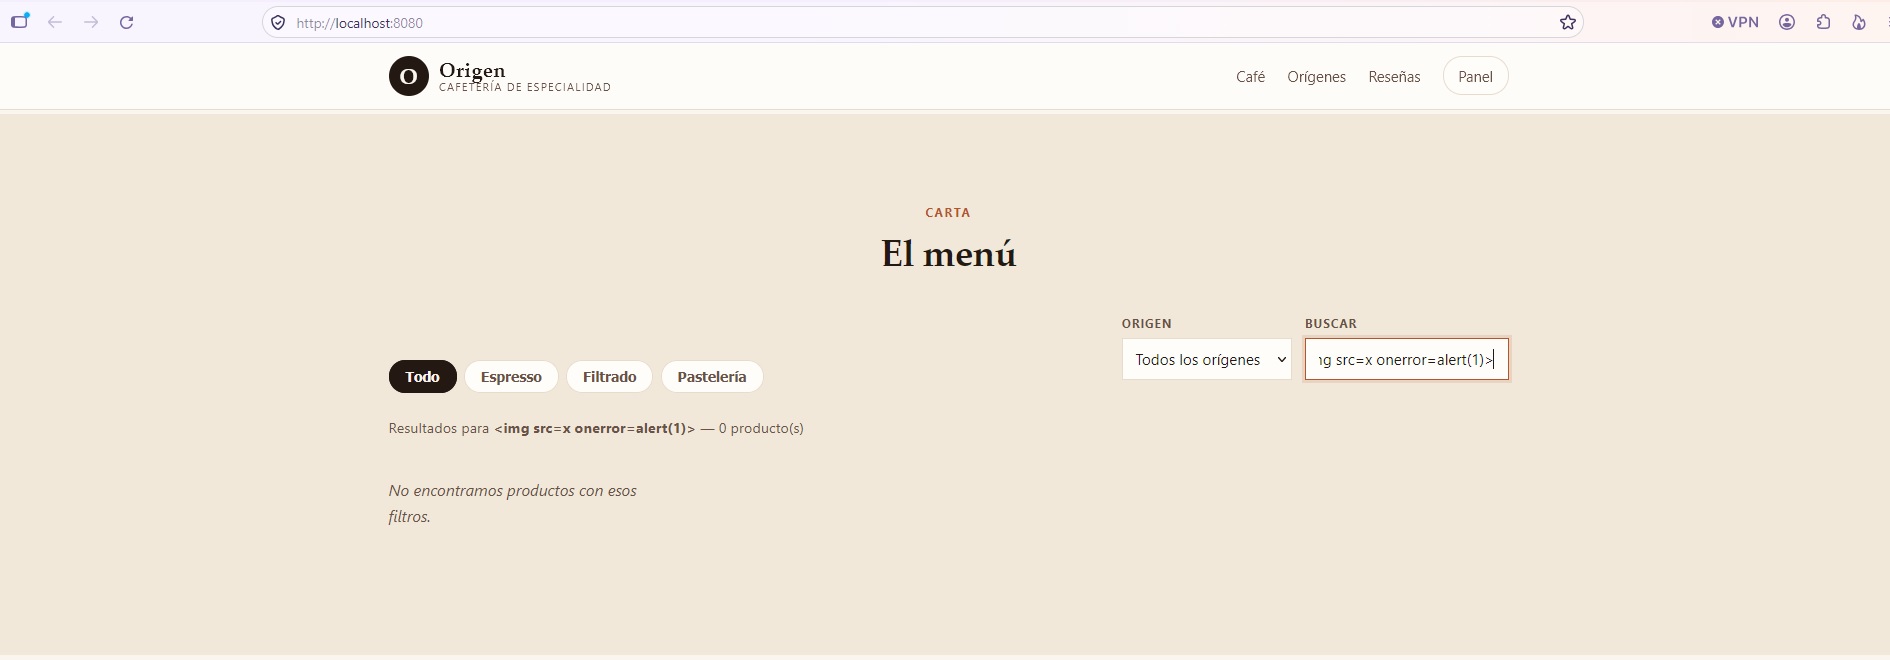 http://localhost:8080
VPN
O
Origen
CAFETERÍA DE ESPECIALIDAD
Café
Orígenes
Reseñas
Panel
CARTA
El menú
ORIGEN
BUSCAR
Todos los orígenes
g src=x onerror=alert(1)>
Todo
Espresso
Filtrado
Pastelería
Resultados para <img src=x onerror=alert(1)> — 0 producto(s)
No encontramos productos con esos
filtros.